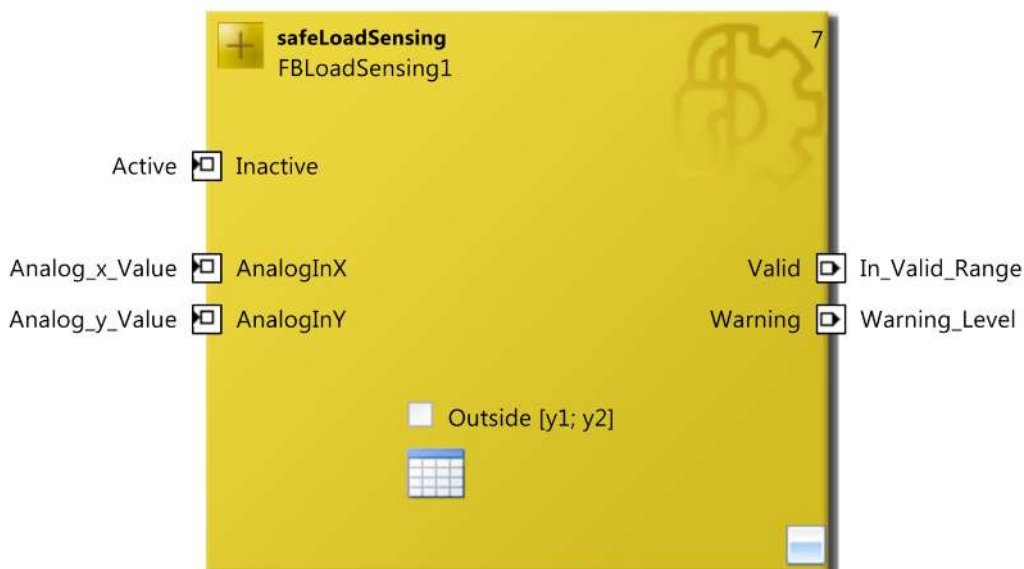 safeLoadSensing 7
FBLoadSensing1
Active Inactive
Analog_x_Value AnalogInX Valid In_Valid_Range
Analog_y_Value AnalogInY Warning Warning_Level
Outside [y1; y2]